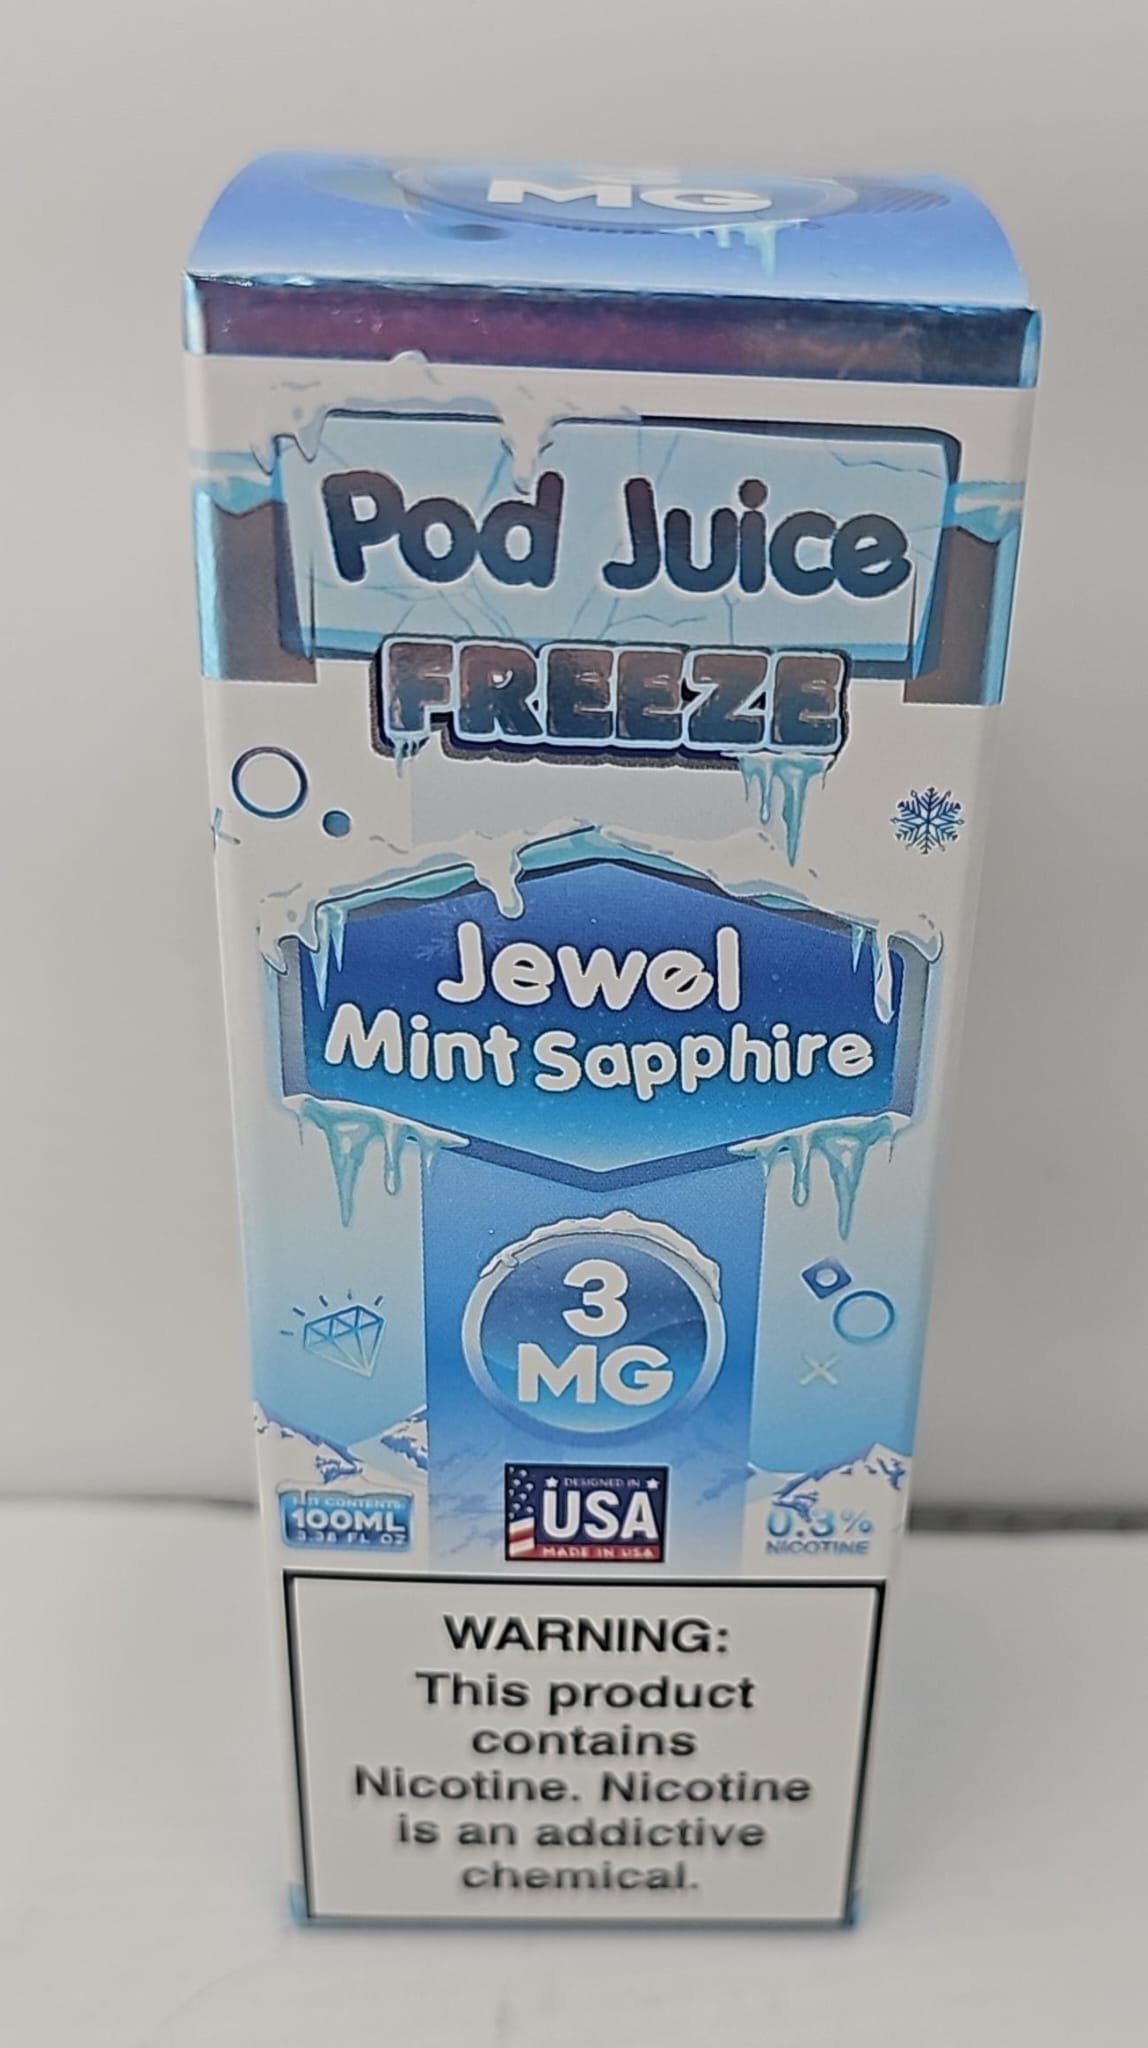 MG
Pod Juice
FREEZE
Jewel
Mint Sapphire
3
MG
DESIGNED IN
USA
MADE IN USA
NET CONTENTS:
100ML
3.38 FL OZ
0.3%
NICOTINE
WARNING:
This product
contains
Nicotine. Nicotine
is an addictive
chemical.